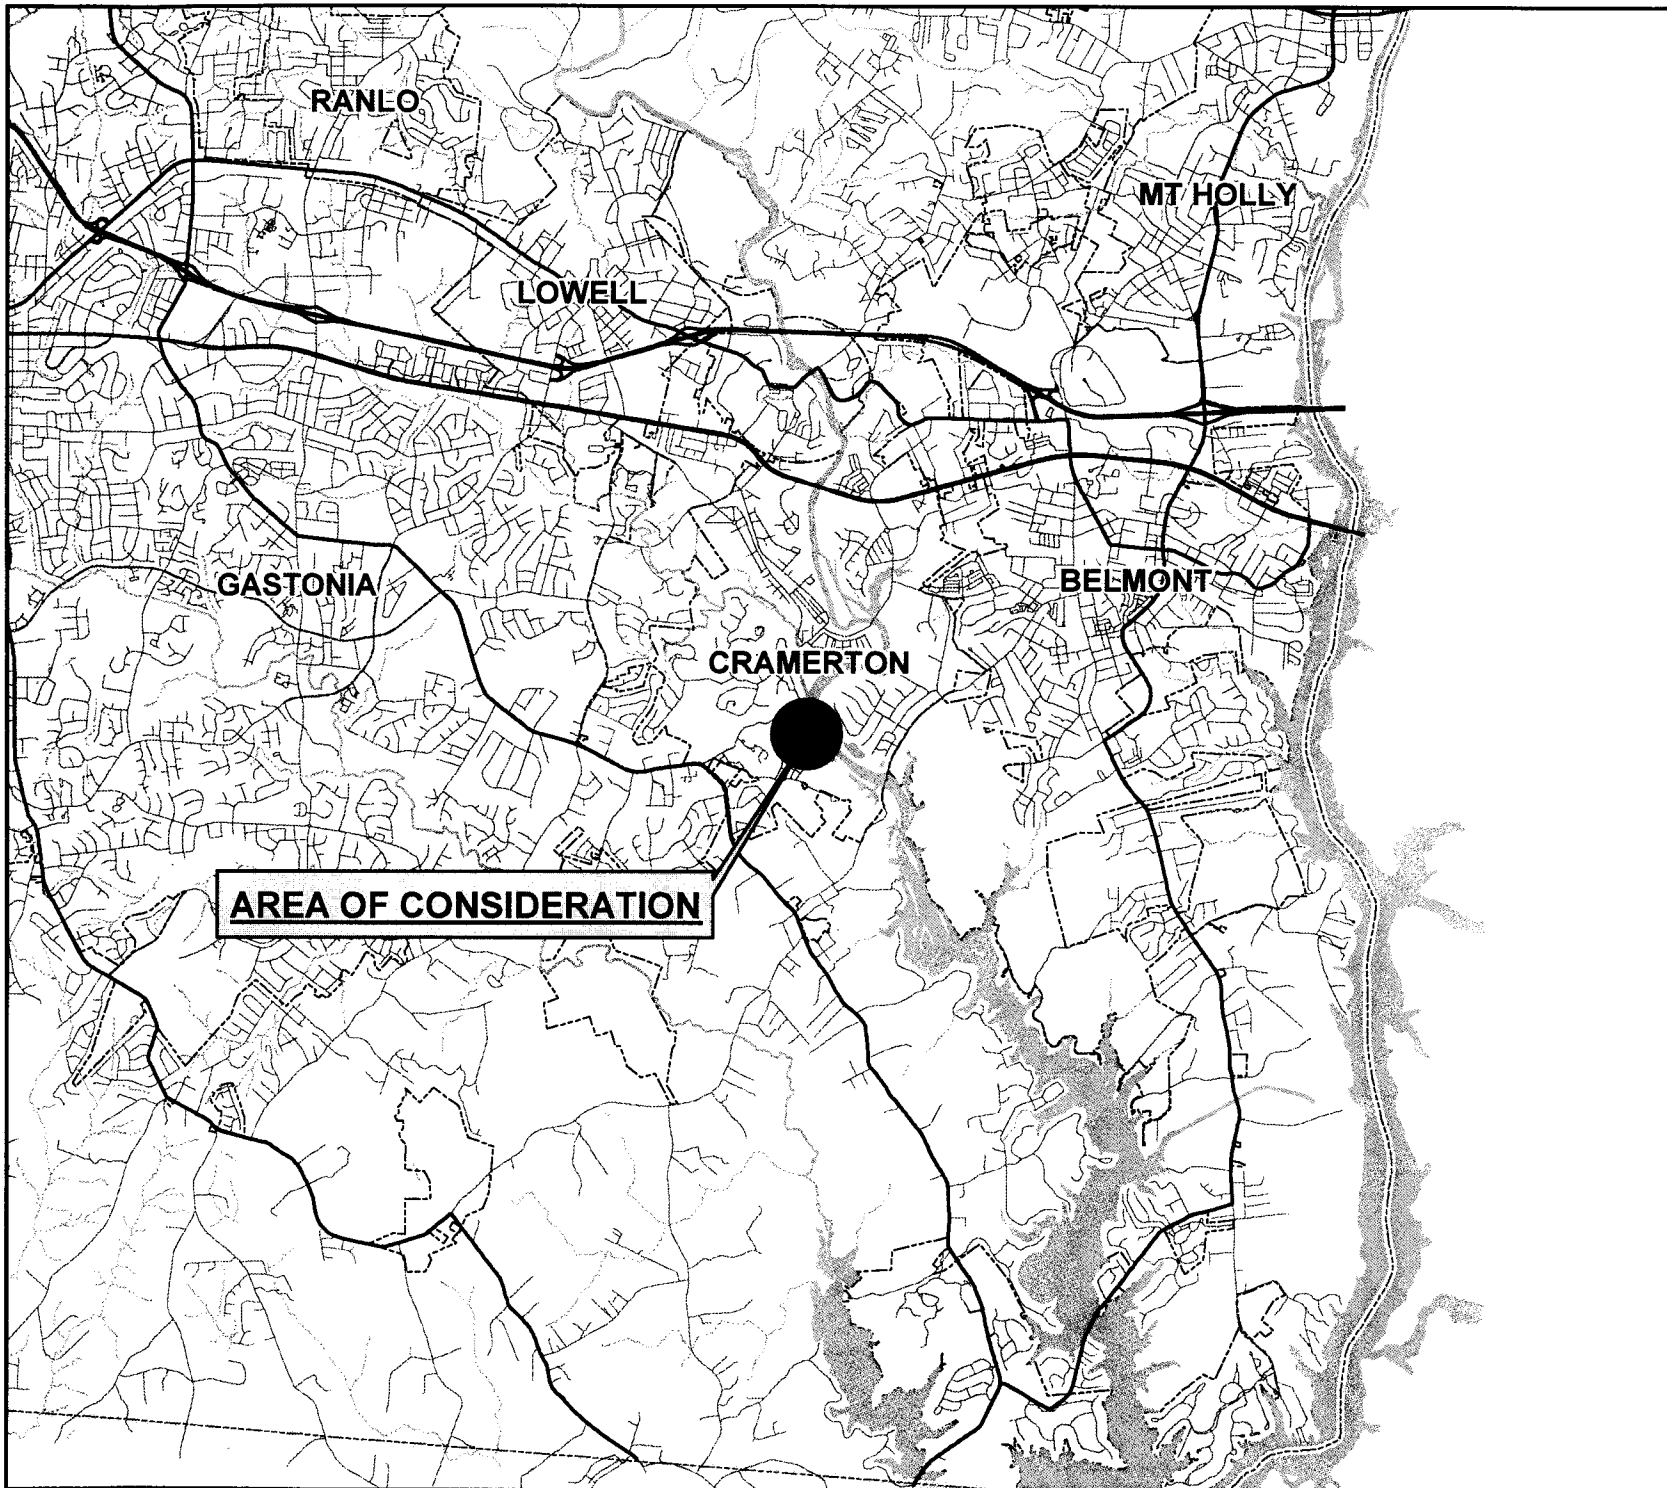 RANLO
MT HOLLY
LOWELL
GASTONIA
BELMONT
CRAMERTON
AREA OF CONSIDERATION